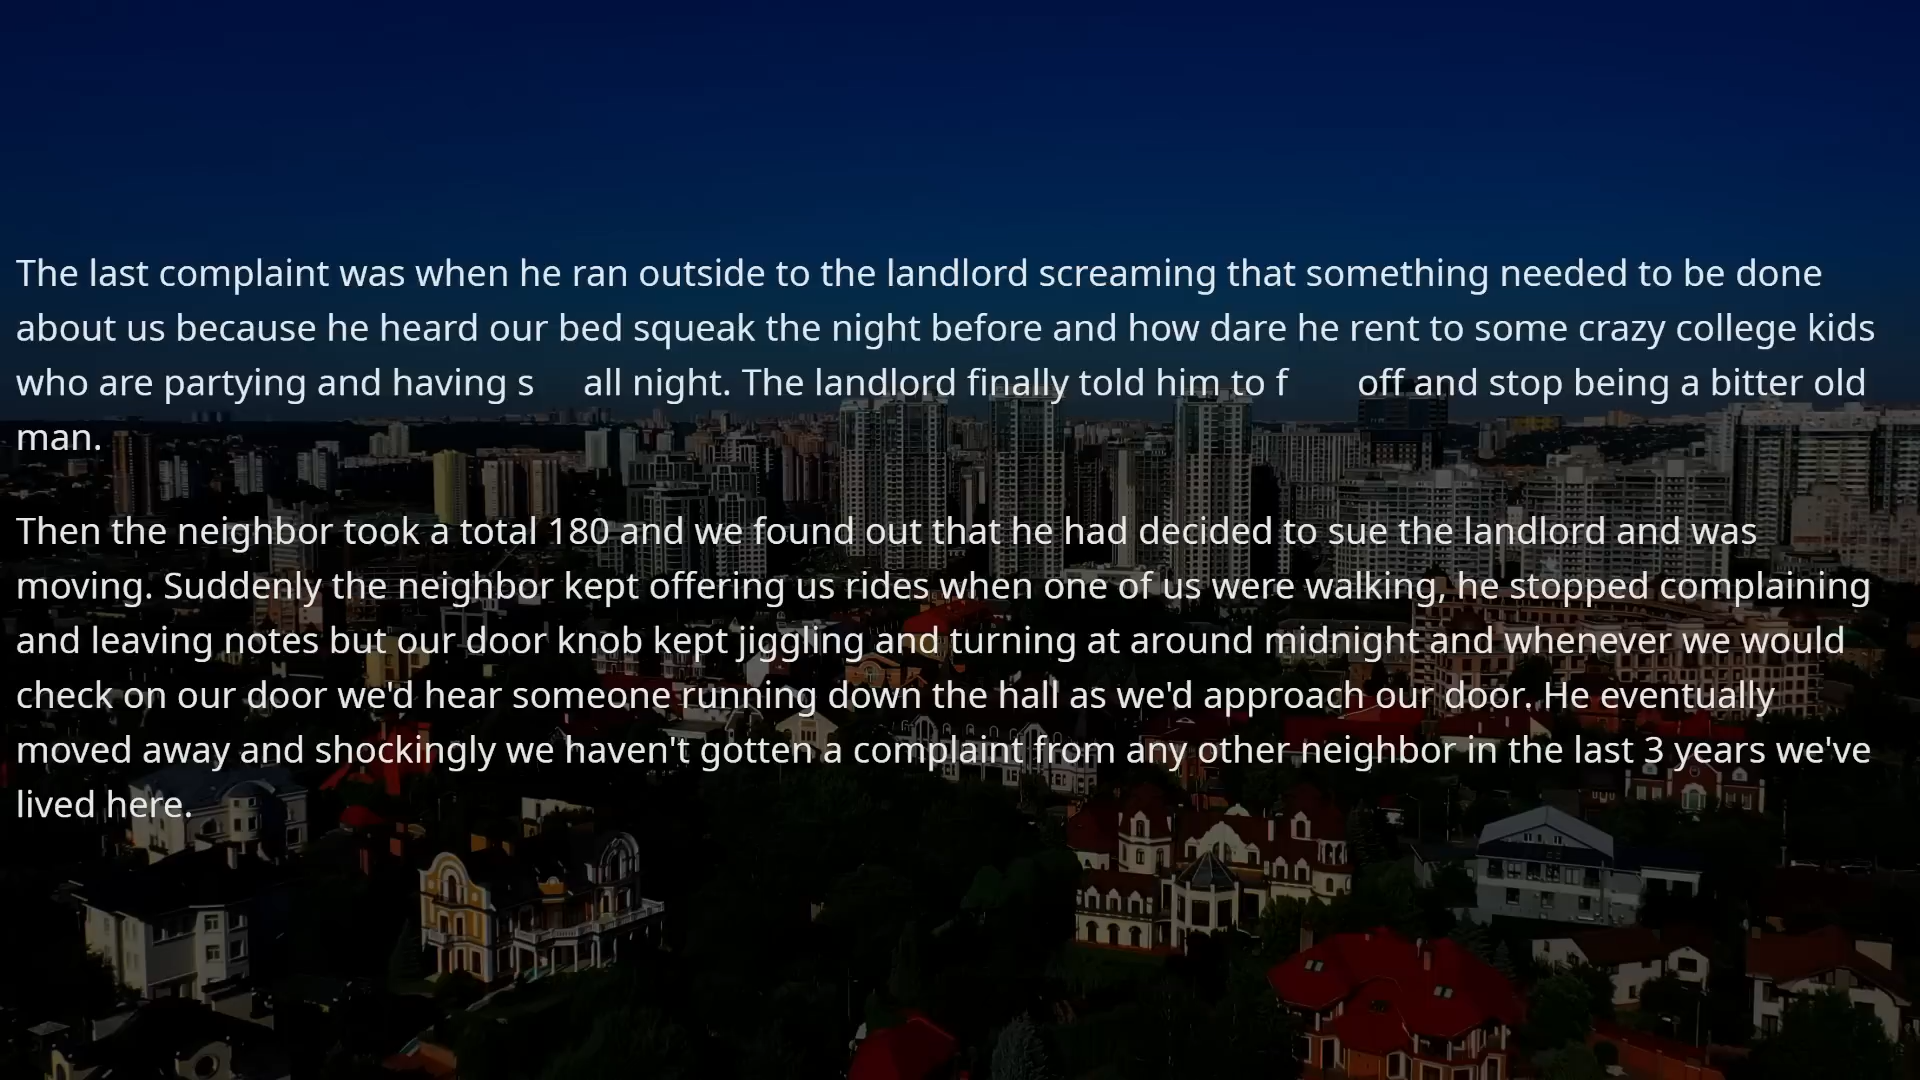 The last complaint was when he ran outside to the landlord screaming that something needed to be done
about us because he heard our bed squeak the night before and how dare he rent to some crazy college kids
who are partying and having s all night. The landlord finally told him to f off and stop being a bitter old
man.
Then the neighbor took a total 180 and we found out that he had decided to sue the landlord and was
moving. Suddenly the neighbor kept offering us rides when one of us were walking, he stopped complaining
and leaving notes but our door knob kept jiggling and turning at around midnight and whenever we would
check on our door we'd hear someone running down the hall as we'd approach our door. He eventually
moved away and shockingly we haven't gotten a complaint from any other neighbor in the last 3 years we've
lived here.